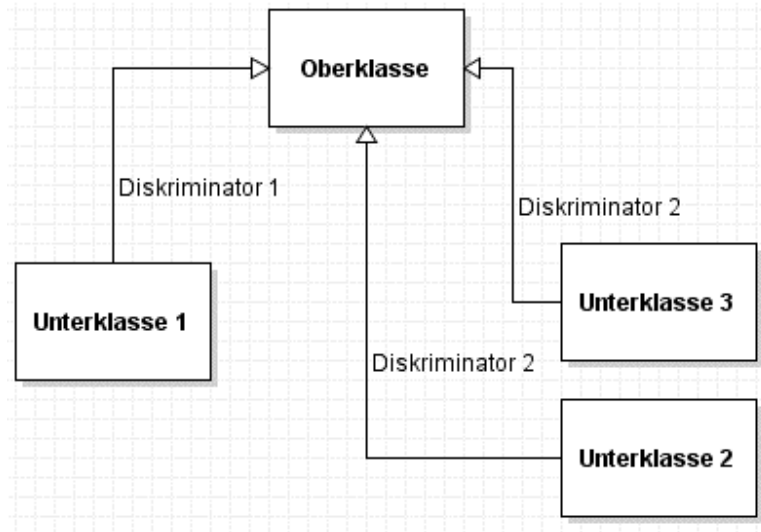 Oberklasse
Diskriminator 1
Diskriminator 2
Unterklasse 1
Unterklasse 3
Diskriminator 2
Unterklasse 2